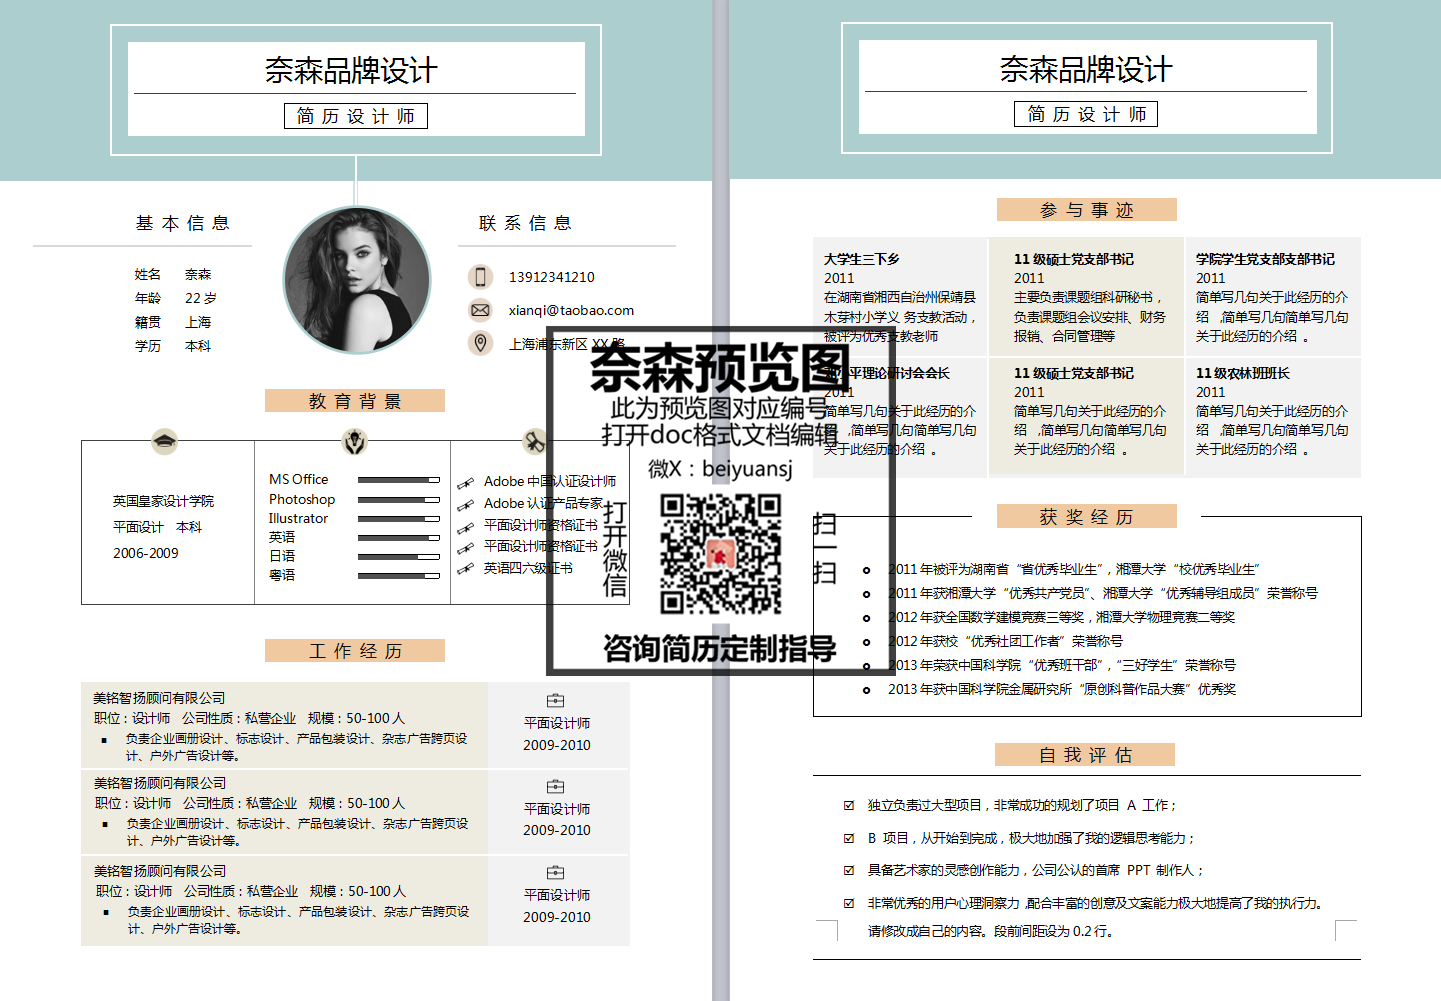 奈森品牌设计
简历设计师
基本信息
姓名 奈森
年龄 22 岁
籍贯 上海
学历 本科
联系信息
13912341210
xianqi@taobao.com
上海浦东新区 XX 路
教育背景
英国皇家设计学院
平面设计 本科
2006-2009
MS Office
Photoshop
Illustrator
英语
日语
粤语
Adobe 中国认证设计师
Adobe 认证产品专家
平面设计师资格证书
平面设计师资格证书
英语四六级证书
工作经历
美铭智扬顾问有限公司
职位：设计师 公司性质：私营企业 规模：50-100 人
负责企业画册设计、标志设计、产品包装设计、杂志广告跨页设
计、户外广告设计等。
平面设计师
2009-2010
美铭智扬顾问有限公司
职位：设计师 公司性质：私营企业 规模：50-100 人
负责企业画册设计、标志设计、产品包装设计、杂志广告跨页设
计、户外广告设计等。
平面设计师
2009-2010
美铭智扬顾问有限公司
职位：设计师 公司性质：私营企业 规模：50-100 人
负责企业画册设计、标志设计、产品包装设计、杂志广告跨页设
计、户外广告设计等。
平面设计师
2009-2010
奈森预览图
此为预览图对应编号
打开doc格式文档编辑
微X：beiyuansj
打开微信
扫一扫
咨询简历定制指导
奈森品牌设计
简历设计师
参与事迹
大学生三下乡
2011
在湖南省湘西自治州保靖县
木芽村小学义 务支教活动，
被评为优秀支教老师
11 级硕士党支部书记
2011
主要负责课题组科研秘书，
负责课题组会议安排、财务
报销、合同管理等
学院学生党支部支部书记
2011
简单写几句关于此经历的介
绍 ,简单写几句简单写几句
关于此经历的介绍 。
邓小平理论研讨会会长
2011
简单写几句关于此经历的介
绍 ,简单写几句简单写几句
关于此经历的介绍 。
11 级硕士党支部书记
2011
简单写几句关于此经历的介
绍 ,简单写几句简单写几句
关于此经历的介绍 。
11 级农林班班长
2011
简单写几句关于此经历的介
绍 ,简单写几句简单写几句
关于此经历的介绍 。
获奖经历
2011 年被评为湖南省“省优秀毕业生”，湘潭大学“校优秀毕业生”
2011 年获湘潭大学“优秀共产党员”、湘潭大学“优秀辅导组成员”荣誉称号
2012 年获全国数学建模竞赛三等奖，湘潭大学物理竞赛二等奖
2012 年获校“优秀社团工作者”荣誉称号
2013 年荣获中国科学院“优秀班干部”，“三好学生”荣誉称号
2013 年获中国科学院金属研究所“原创科普作品大赛”优秀奖
自我评估
独立负责过大型项目，非常成功的规划了项目 A 工作；
B 项目，从开始到完成，极大地加强了我的逻辑思考能力；
具备艺术家的灵感创作能力，公司公认的首席 PPT 制作人；
非常优秀的用户心理洞察力 ,配合丰富的创意及文案能力极大地提高了我的执行力。
请修改成自己的内容。段前间距设为 0.2 行。